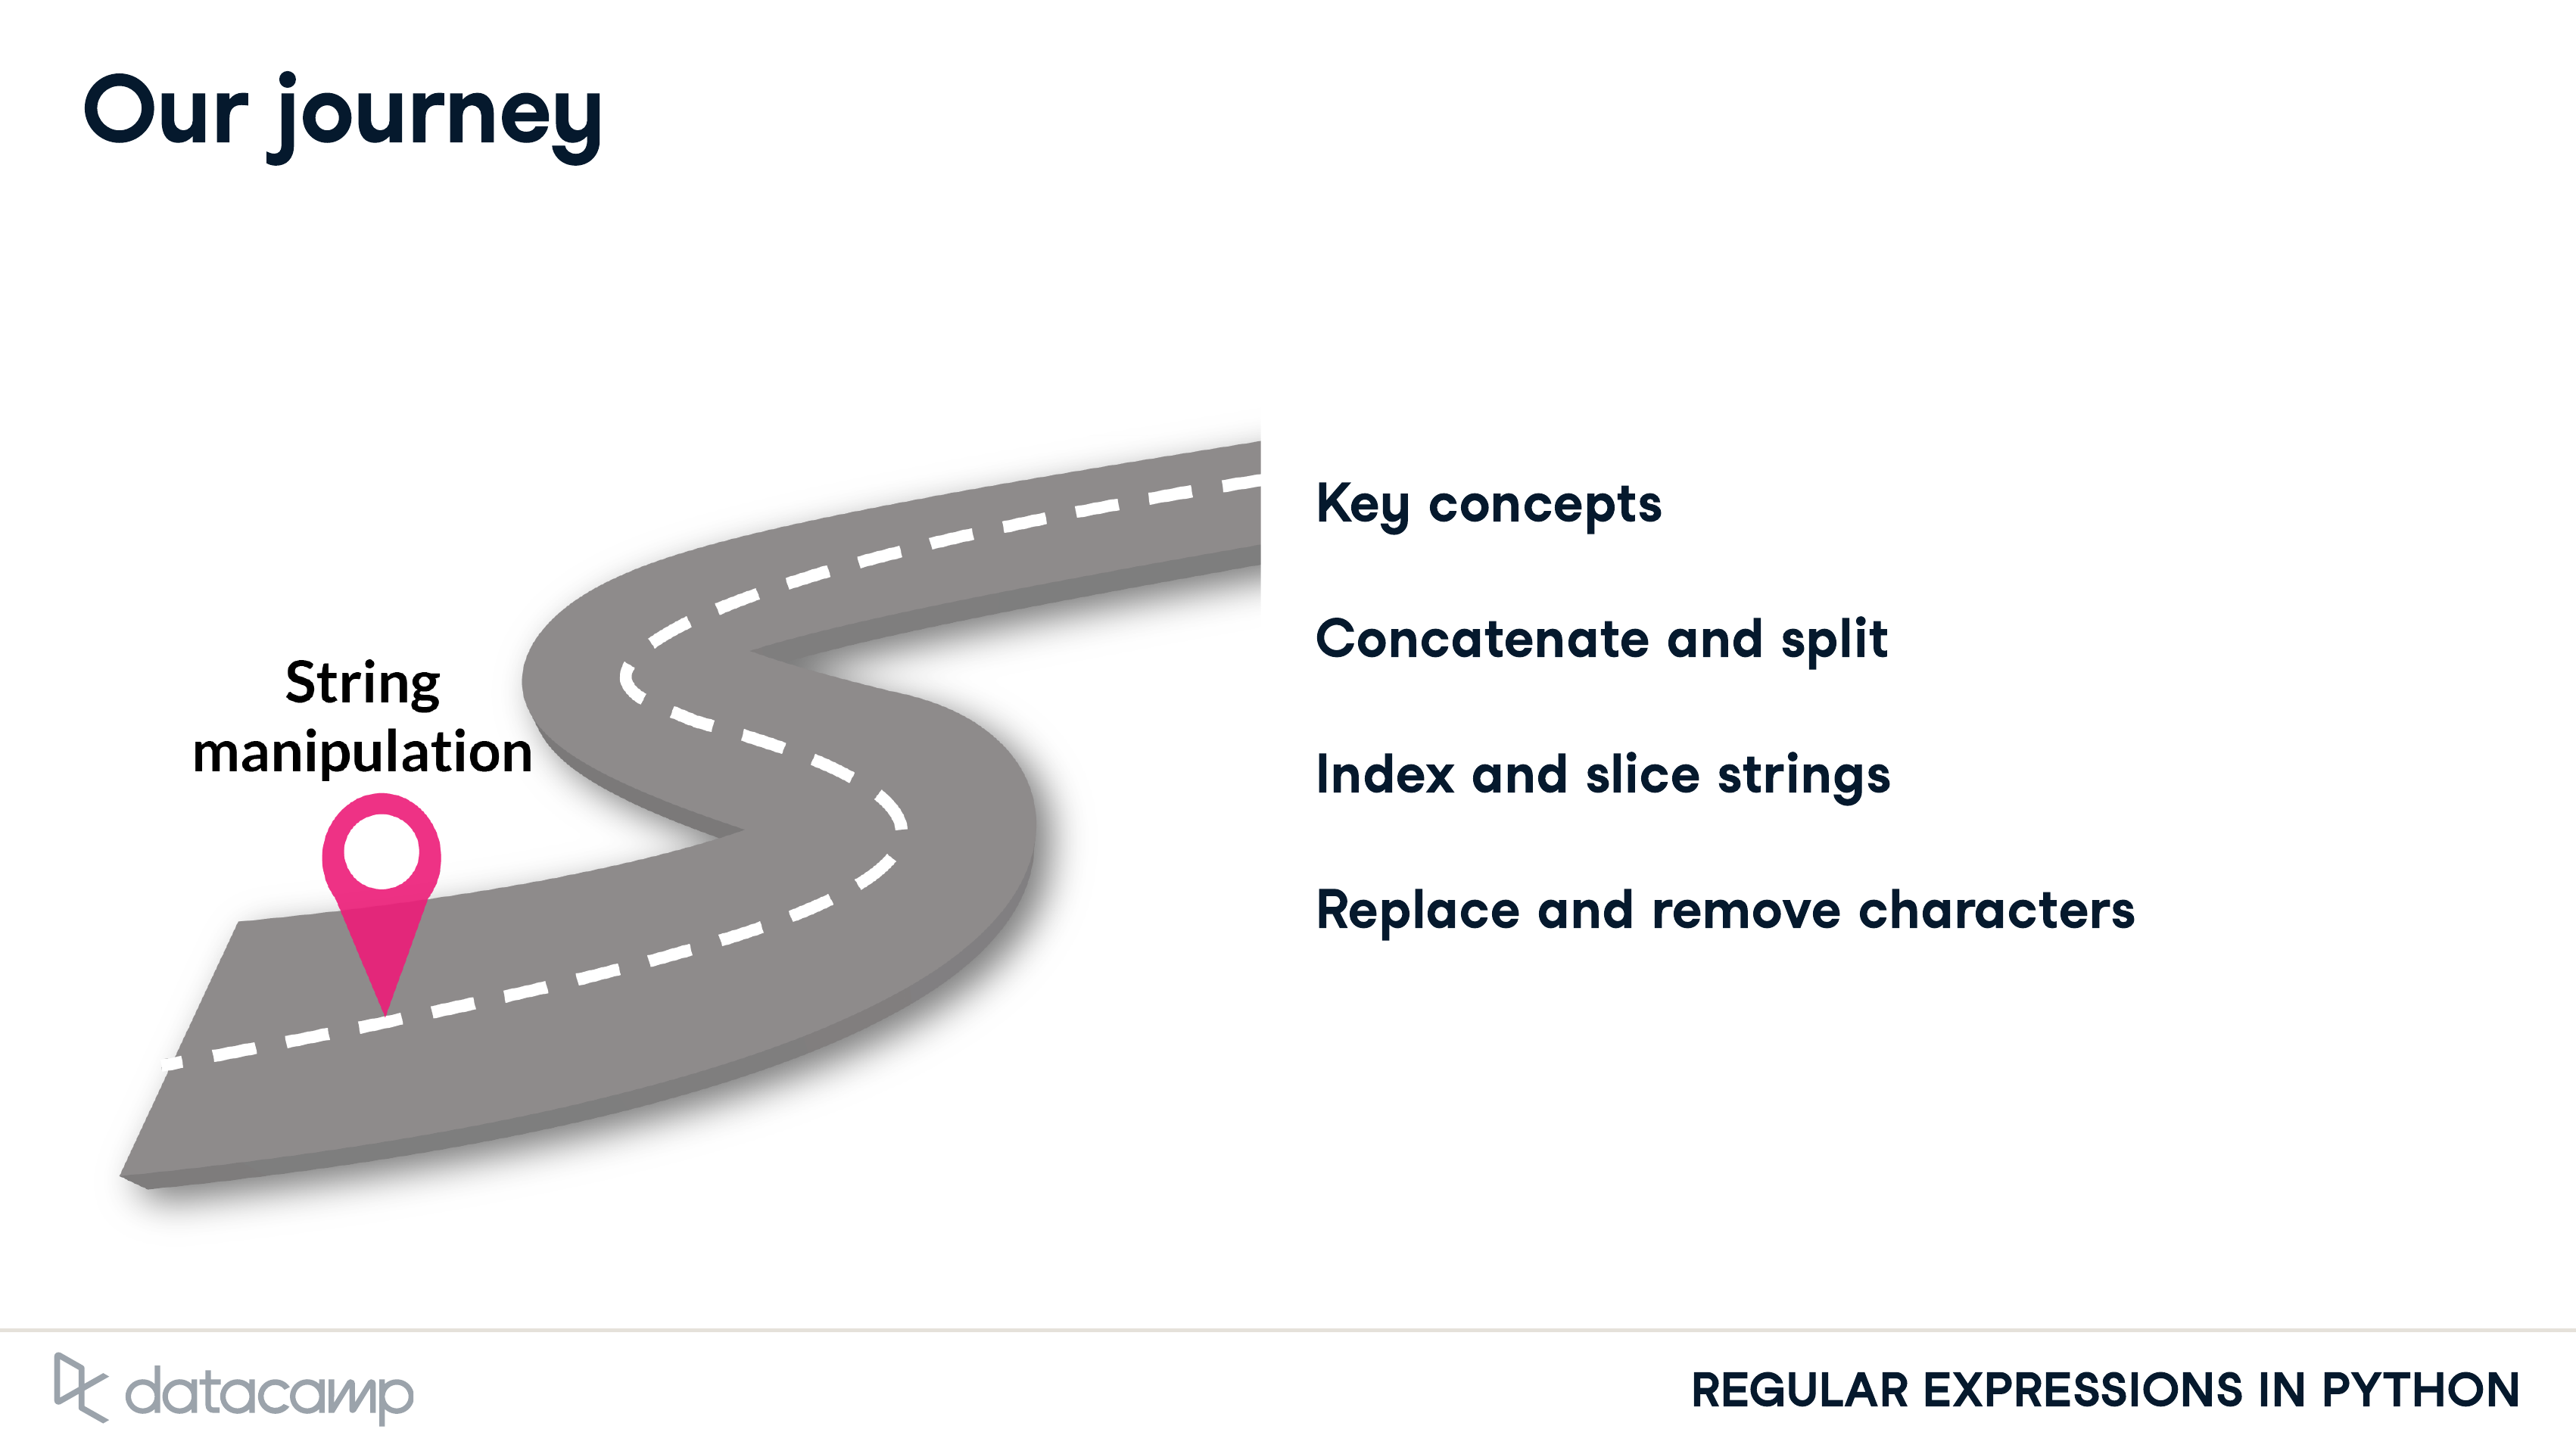 Our journey
String
manipulation
Key concepts
Concatenate and split
Index and slice strings
Replace and remove characters
datacamp
REGULAR EXPRESSIONS IN PYTHON